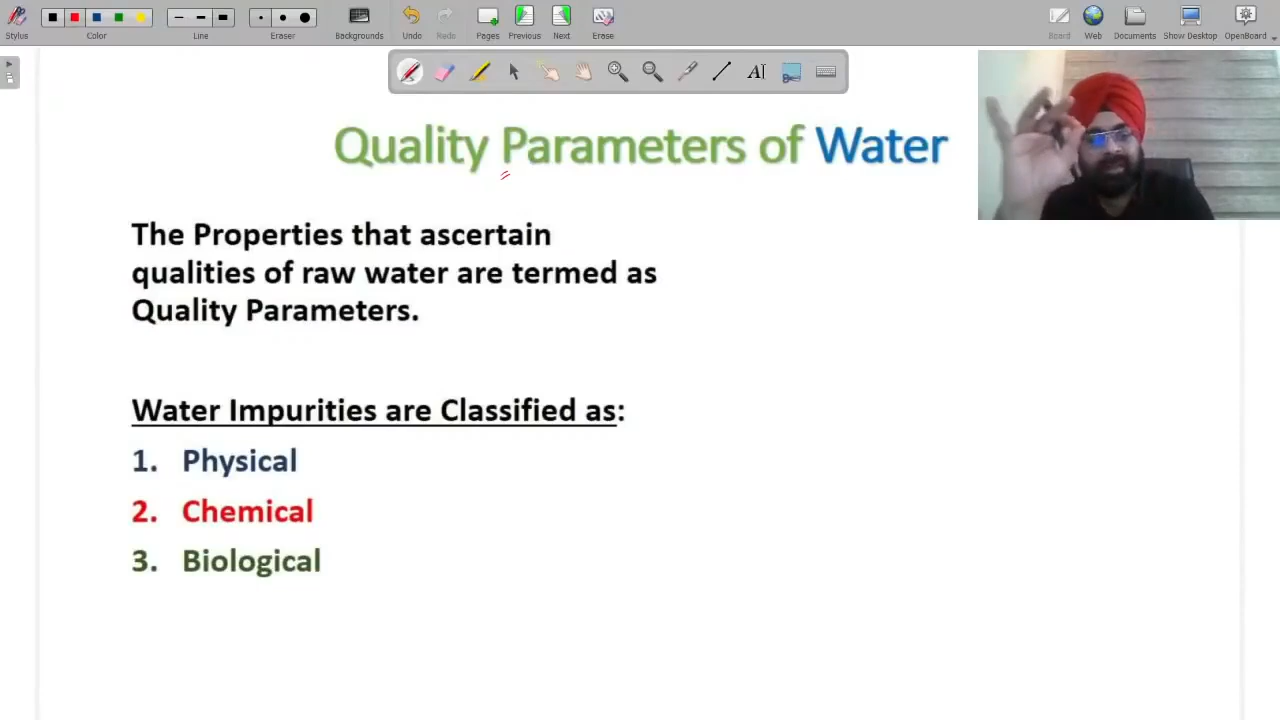 Stylus
Color
Line
Eraser
Backgrounds
Undo
Redo
Pages
Previous
Next
Erase
Board
Web
Documents
Show Desktop
OpenBoard
Quality Parameters of Water
The Properties that ascertain
qualities of raw water are termed as
Quality Parameters.
Water Impurities are Classified as:
1. Physical
2. Chemical
3. Biological